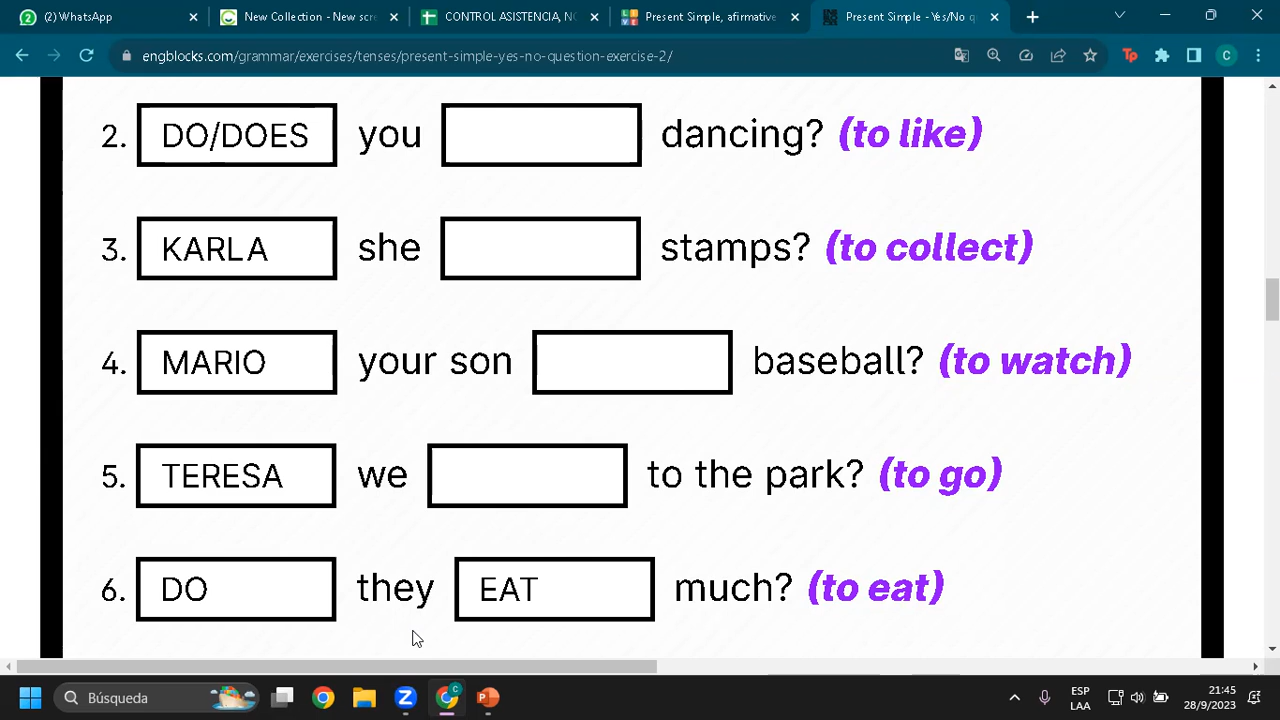 (2) WhatsApp
New Collection - New scre
CONTROL ASISTENCIA, NO
Present Simple, afirmative
Present Simple - Yes/No q
engblocks.com/grammar/exercises/tenses/present-simple-yes-no-question-exercise-2/
2. DO/DOES you dancing? (to like)
3. KARLA she stamps? (to collect)
4. MARIO your son baseball? (to watch)
5. TERESA we to the park? (to go)
6. DO they EAT much? (to eat)
Búsqueda
ESP
LAA
21:45
28/9/2023